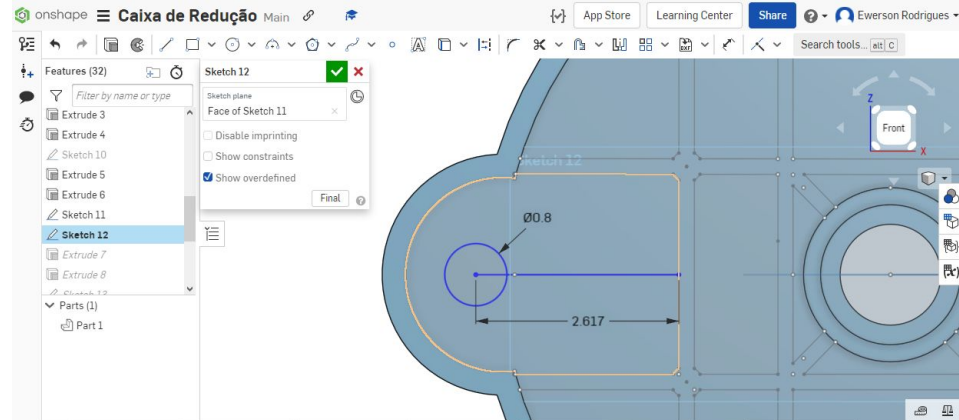 onshape Caixa de Redução Main App Store Learning Center Share Ewerson Rodrigues
Search tools... alt C
Features (32)
Filter by name or type
Extrude 3
Extrude 4
Sketch 10
Extrude 5
Extrude 6
Sketch 11
Sketch 12
Extrude 7
Extrude 8
Sketch 13
Parts (1)
Part 1
Sketch 12
Sketch plane
Face of Sketch 11
Disable imprinting
Show constraints
Show overdefined
Final
Sketch 12
Ø0.8
2.617
Z
Front
X